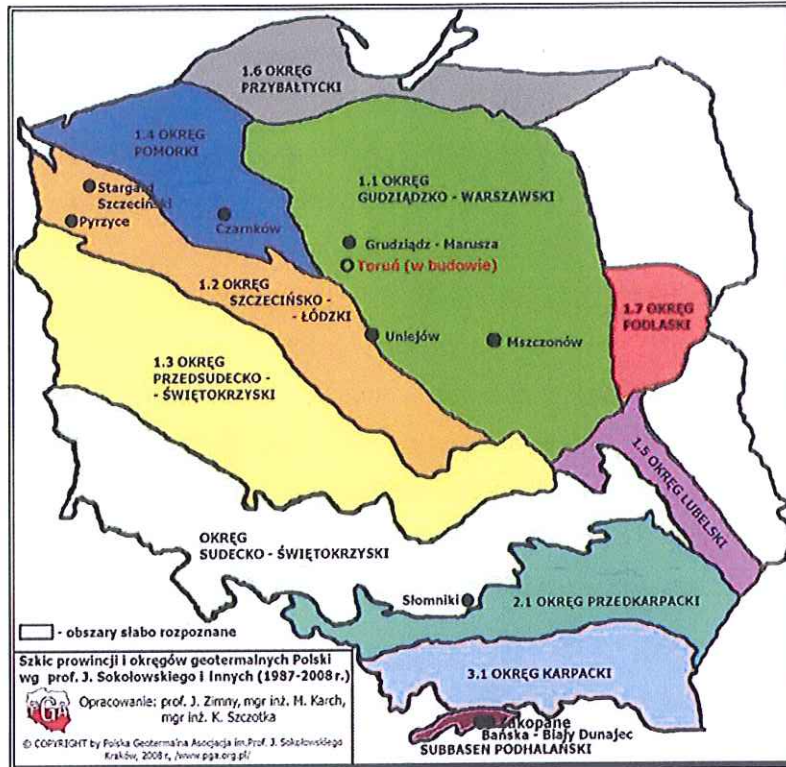 1.6 OKRĘG
PRZYBAŁTYCKI
1.4 OKRĘG
POMORKI
1.1 OKRĘG
GUDZIĄDZKO - WARSZAWSKI
Stargard
Szczeciński
Pyrzyce
Czarnków
Grudziądz - Marusza
Toruń (w budowie)
1.2 OKRĘG
SZCZECIŃSKO -
- ŁÓDZKI
1.7 OKRĘG
PODLASKI
Uniejów
Mszczonów
1.3 OKRĘG
PRZEDSUDECKO -
- ŚWIĘTOKRZYSKI
1.5 OKRĘG LUBELSKI
OKRĘG
SUDECKO - ŚWIĘTOKRZYSKI
Słomniki
2.1 OKRĘG PRZEDKARPACKI
- obszary słabo rozpoznane
3.1 OKRĘG KARPACKI
Zakopane
Bańska - Biały Dunajec
SUBBASEN PODHALAŃSKI
Szkic prowincji i okręgów geotermalnych Polski
wg prof. J. Sokołowskiego i Innych (1987-2008 r.)
PGA
Opracowanie: prof. J. Zimny, mgr inż. M. Karch,
mgr inż. K. Szczotka
© COPYRIGHT by Polska Geotermalna Asocjacja im.Prof. J. Sokołowskiego
Kraków, 2008 r, /www.pga.org.pl/